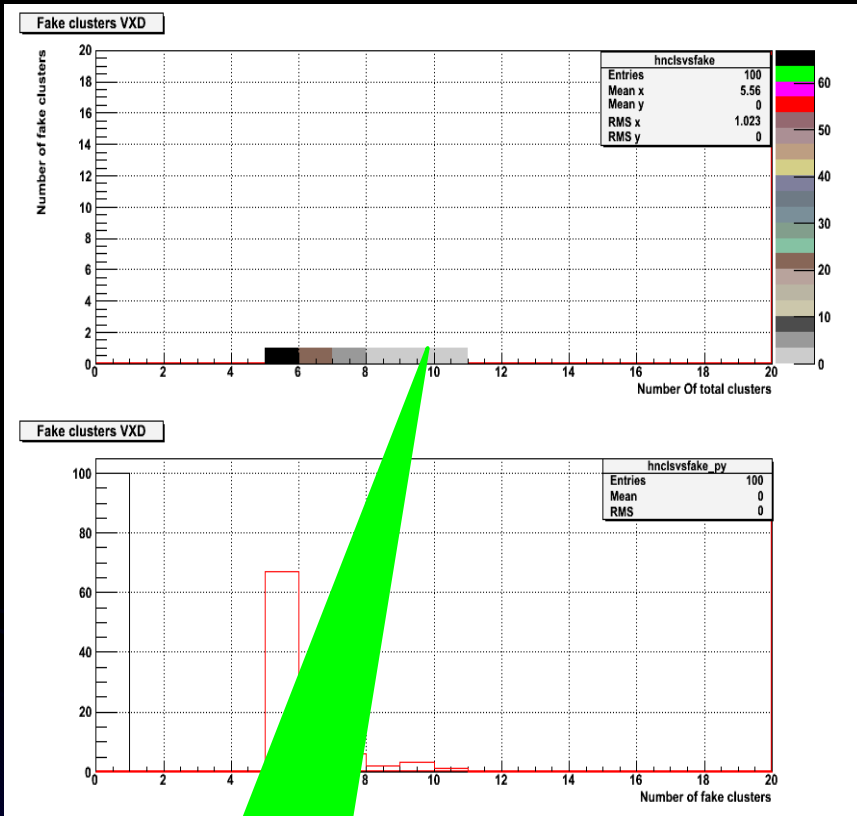 Fake clusters VXD
Number of fake clusters
20
18
16
14
12
10
8
6
4
2
0
0 2 4 6 8 10 12 14 16 18 20
Number Of total clusters
hnclsvsfake
Entries 100
Mean x 5.56
Mean y 0
RMS x 1.023
RMS y 0
60
50
40
30
20
10
0
Fake clusters VXD
100
80
60
40
20
0
0 2 4 8 10 12 14 16 18 20
Number of fake clusters
hnclsvsfake_py
Entries 100
Mean 0
RMS 0